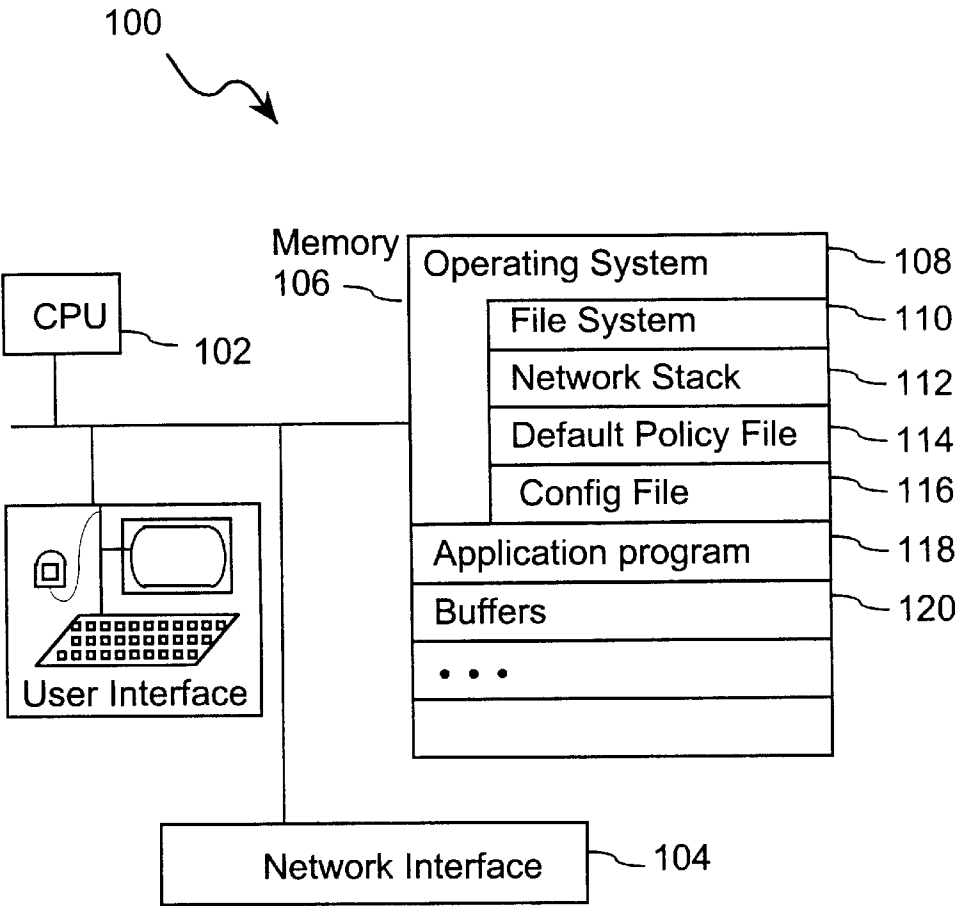 100
Memory
106
Operating System
108
CPU
102
File System
110
Network Stack
112
Default Policy File
114
Config File
116
Application program
118
Buffers
120
• • •
User Interface
Network Interface
104